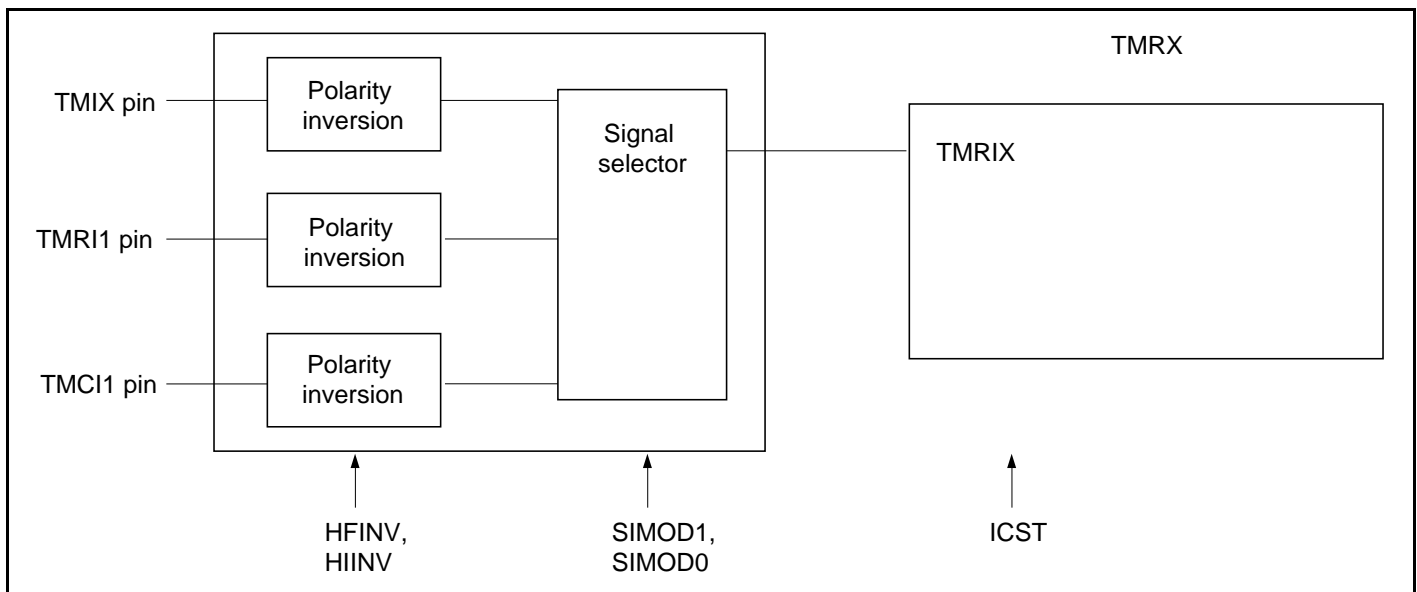 TMRX
TMIX pin
Polarity
inversion
Signal
selector
TMRIX
TMRI1 pin
Polarity
inversion
TMCI1 pin
Polarity
inversion
HFINV,
HIINV
SIMOD1,
SIMOD0
ICST